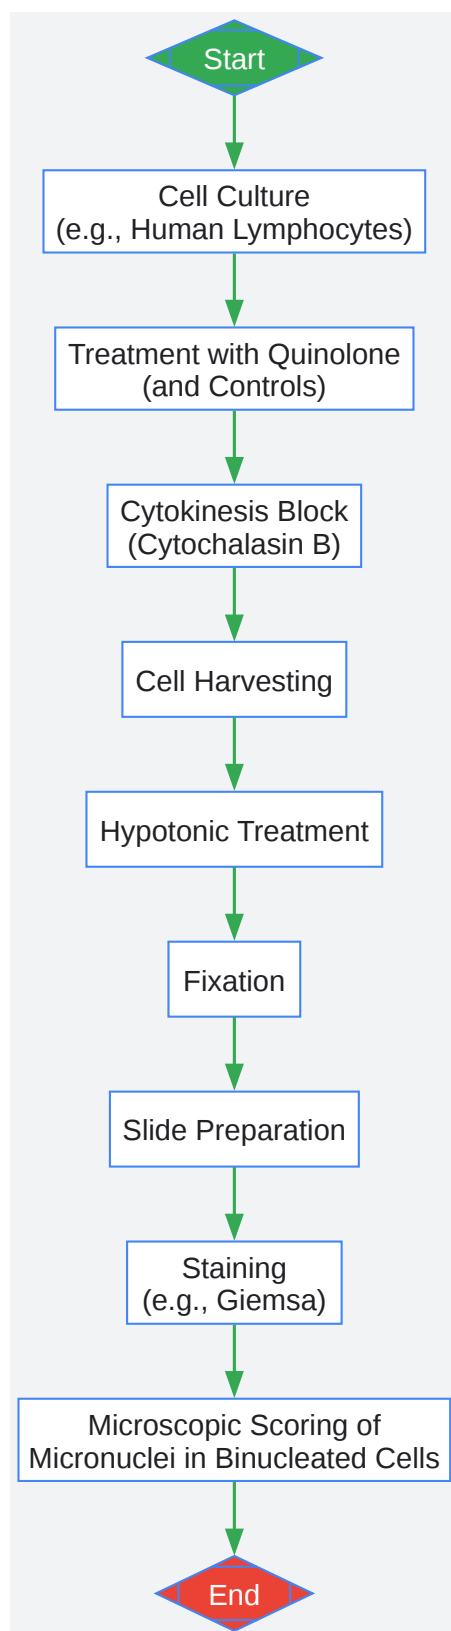 Start
Cell Culture
(e.g., Human Lymphocytes)
Treatment with Quinolone
(and Controls)
Cytokinesis Block
(Cytochalasin B)
Cell Harvesting
Hypotonic Treatment
Fixation
Slide Preparation
Staining
(e.g., Giemsa)
Microscopic Scoring of
Micronuclei in Binucleated Cells
End